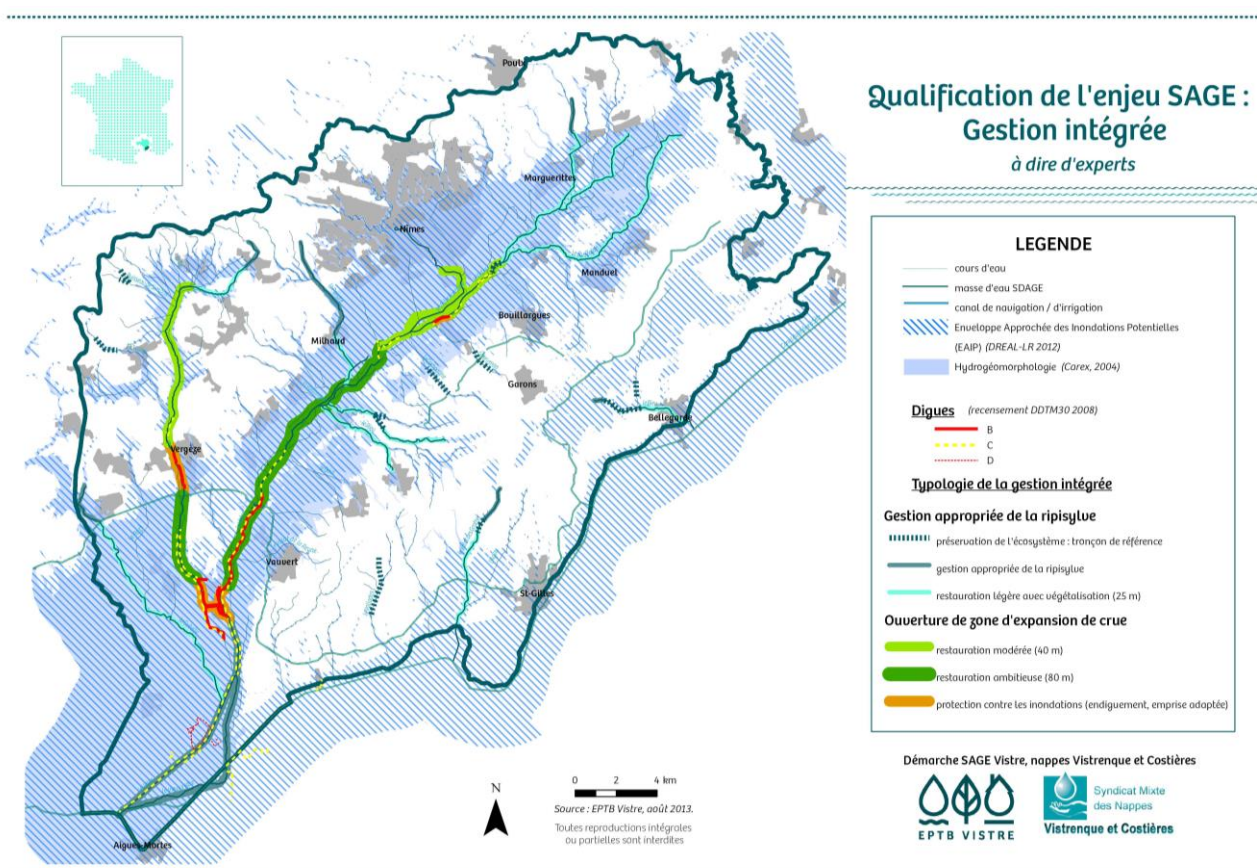 Qualification de l'enjeu SAGE :
Gestion intégrée
à dire d'experts
LEGENDE
cours d'eau
masse d'eau SDAGE
canal de navigation / d'irrigation
Enveloppe Approchée des Inondations Potentielles
(EAIP) (DREAL-LR 2012)
Hydrogéomorphologie (Carex, 2004)
Digues (recensement DDTM30 2008)
B
C
D
Typologie de la gestion intégrée
Gestion appropriée de la ripisylve
préservation de l'écosystème : tronçon de référence
gestion appropriée de la ripisylve
restauration légère avec végétalisation (25 m)
Ouverture de zone d'expansion de crue
restauration modérée (40 m)
restauration ambitieuse (80 m)
protection contre les inondations (endiguement, emprise adaptée)
Poulx
Marguerittes
Nîmes
Manduel
Bouillargues
Milhaud
Garons
Bellegarde
Vergèze
Vauvert
St-Gilles
Aigues-Mortes
N
0 2 4 km
Source : EPTB Vistre, août 2013.
Toutes reproductions intégrales
ou partielles sont interdites
Démarche SAGE Vistre, nappes Vistrenque et Costières
EPTB VISTRE
Syndicat Mixte
des Nappes
Vistrenque et Costières